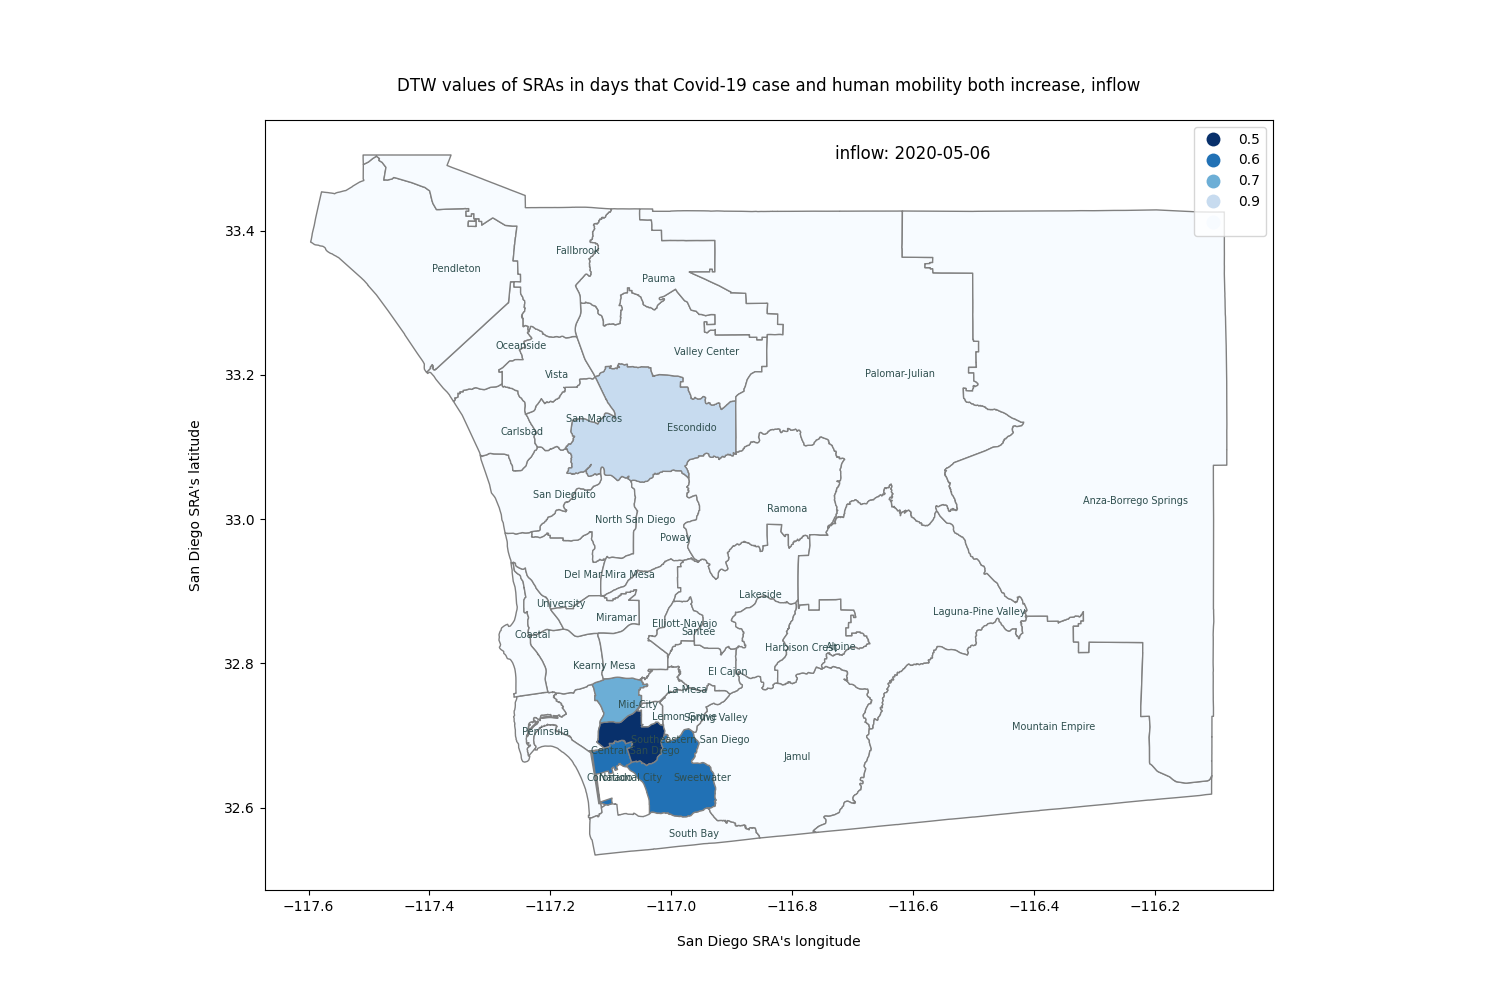 DTW values of SRAs in days that Covid-19 case and human mobility both increase, inflow
inflow: 2020-05-06
0.5
0.6
0.7
0.9
33.4
33.2
33.0
32.8
32.6
San Diego SRA's latitude
Fallbrook
Pendleton
Pauma
Oceanside
Valley Center
Vista
Palomar-Julian
San Marcos
Carlsbad
Escondido
San Dieguito
Anza-Borrego Springs
Ramona
North San Diego
Poway
Del Mar-Mira Mesa
Lakeside
University
Laguna-Pine Valley
Miramar
Elliott-Navajo
Santee
Coastal
Harbison Crest
Alpine
Kearny Mesa
El Cajon
La Mesa
Mid-City
Lemon Grove
Spring Valley
Mountain Empire
Peninsula
Southeastern San Diego
Central San Diego
Jamul
Coronado
National City
Sweetwater
South Bay
−117.6
−117.4
−117.2
−117.0
−116.8
−116.6
−116.4
−116.2
San Diego SRA's longitude